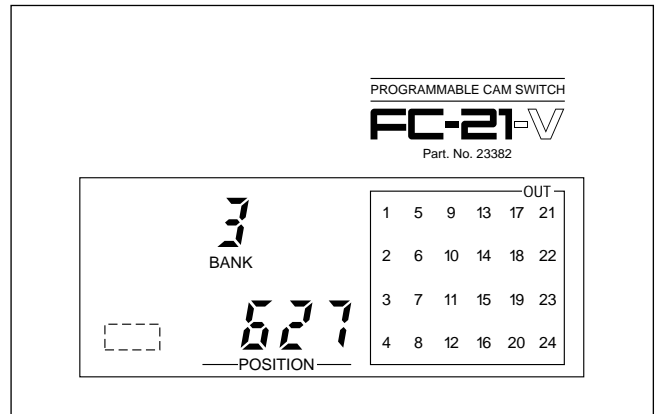 PROGRAMMABLE CAM SWITCH
FC-21-V
Part. No. 23382
3
BANK
627
POSITION
OUT
1 5 9 13 17 21
2 6 10 14 18 22
3 7 11 15 19 23
4 8 12 16 20 24